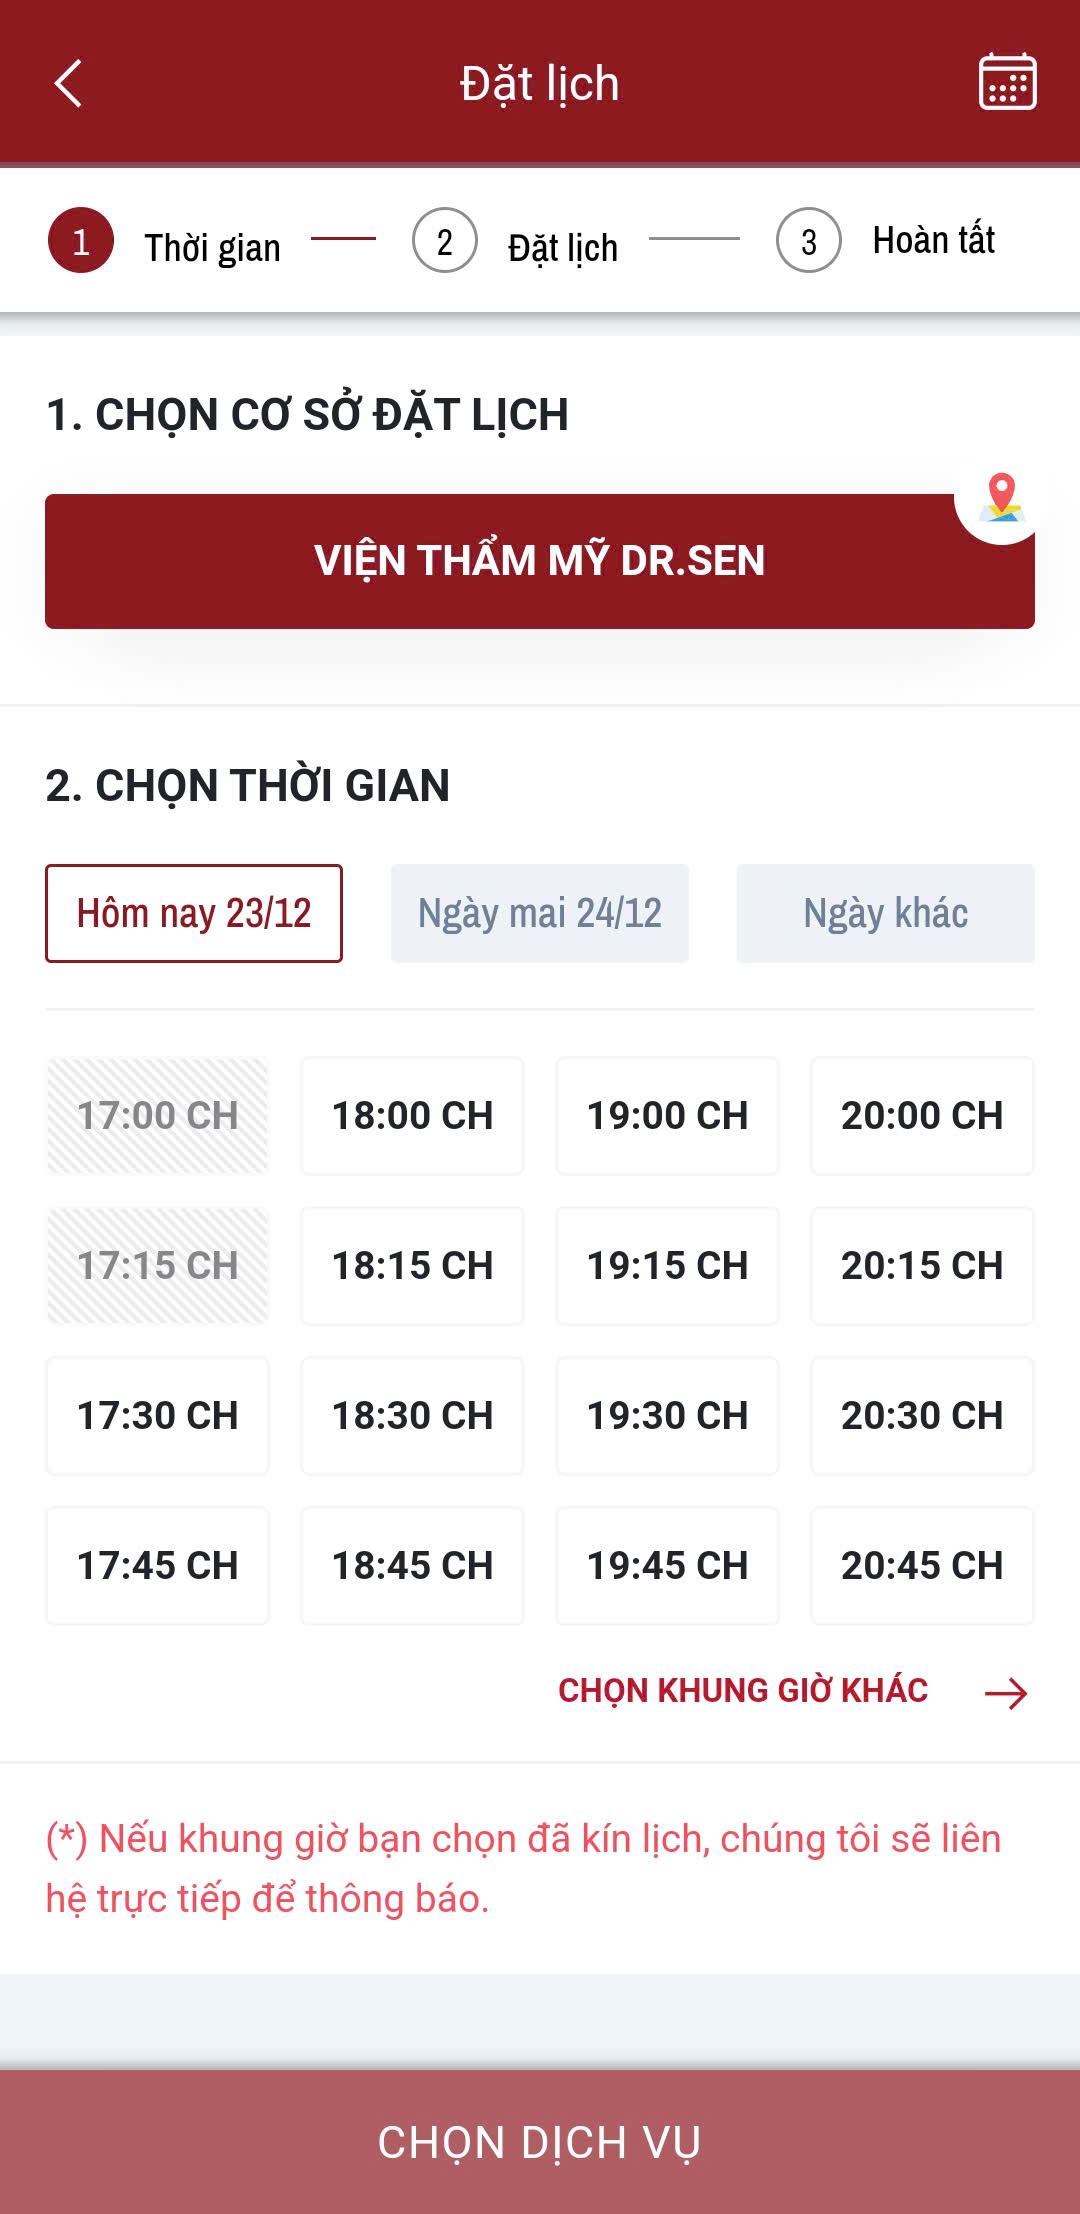 Đặt lịch
1 Thời gian 2 Đặt lịch 3 Hoàn tất
1. CHỌN CƠ SỞ ĐẶT LỊCH
VIỆN THẨM MỸ DR.SEN
2. CHỌN THỜI GIAN
Hôm nay 23/12 Ngày mai 24/12 Ngày khác
17:00 CH 18:00 CH 19:00 CH 20:00 CH
17:15 CH 18:15 CH 19:15 CH 20:15 CH
17:30 CH 18:30 CH 19:30 CH 20:30 CH
17:45 CH 18:45 CH 19:45 CH 20:45 CH
CHỌN KHUNG GIỜ KHÁC
(*) Nếu khung giờ bạn chọn đã kín lịch, chúng tôi sẽ liên
hệ trực tiếp để thông báo.
CHỌN DỊCH VỤ